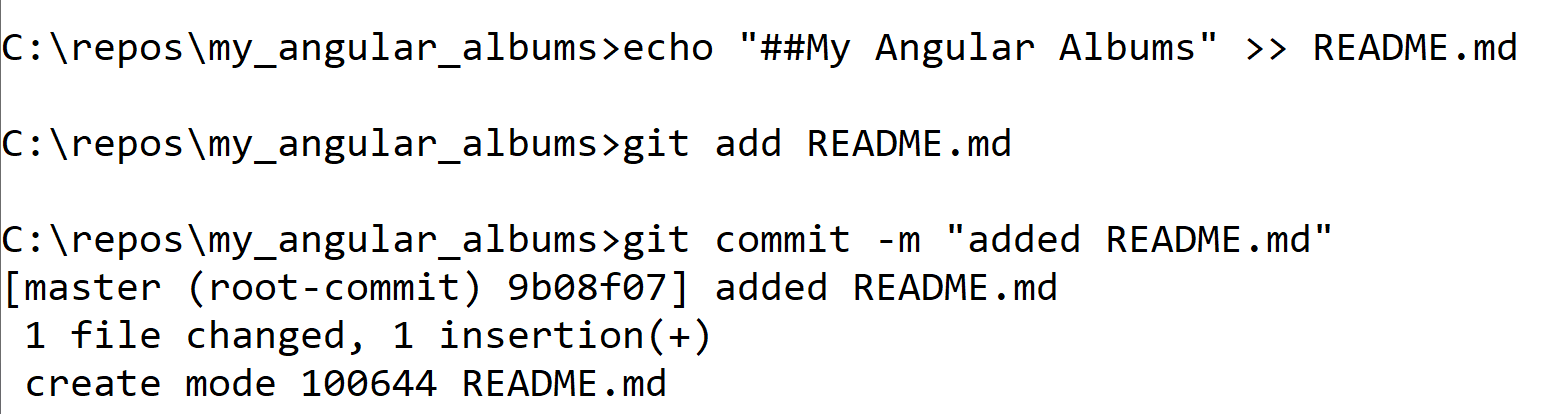 C:\repos\my_angular_albums>echo "##My Angular Albums" >> README.md
C:\repos\my_angular_albums>git add README.md
C:\repos\my_angular_albums>git commit -m "added README.md"
[master (root-commit) 9b08f07] added README.md
 1 file changed, 1 insertion(+)
 create mode 100644 README.md